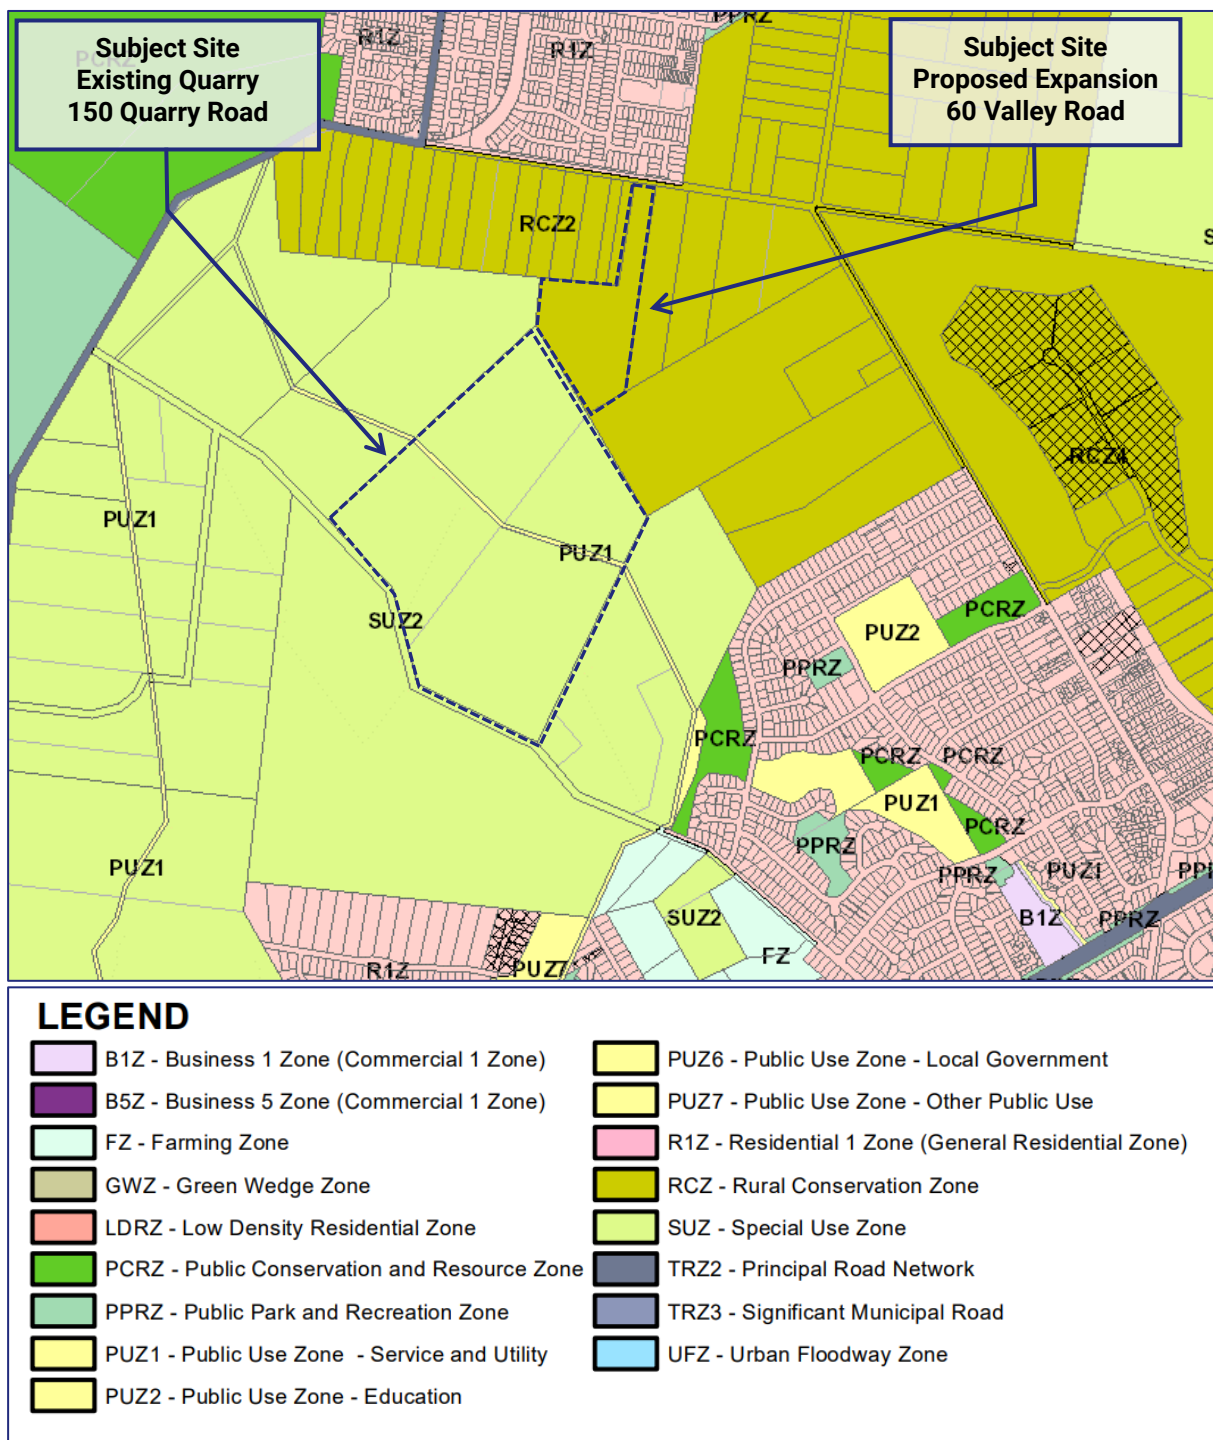 PPRZ
R1Z
R1Z
PCRZ
Subject Site
Existing Quarry
150 Quarry Road
Subject Site
Proposed Expansion
60 Valley Road
RCZ2
S
RCZ4
PUZ1
PUZ1
SUZ2
PCRZ
PUZ2
PPRZ
PCRZ
PCRZ
PCRZ
PUZ1
PCRZ
PPRZ
PUZ1
PPRZ
PUZ1
PPRZ
SUZ2
B1Z
FZ
R1Z
PUZ7
LEGEND
B1Z - Business 1 Zone (Commercial 1 Zone)
B5Z - Business 5 Zone (Commercial 1 Zone)
FZ - Farming Zone
GWZ - Green Wedge Zone
LDRZ - Low Density Residential Zone
PCRZ - Public Conservation and Resource Zone
PPRZ - Public Park and Recreation Zone
PUZ1 - Public Use Zone - Service and Utility
PUZ2 - Public Use Zone - Education
PUZ6 - Public Use Zone - Local Government
PUZ7 - Public Use Zone - Other Public Use
R1Z - Residential 1 Zone (General Residential Zone)
RCZ - Rural Conservation Zone
SUZ - Special Use Zone
TRZ2 - Principal Road Network
TRZ3 - Significant Municipal Road
UFZ - Urban Floodway Zone